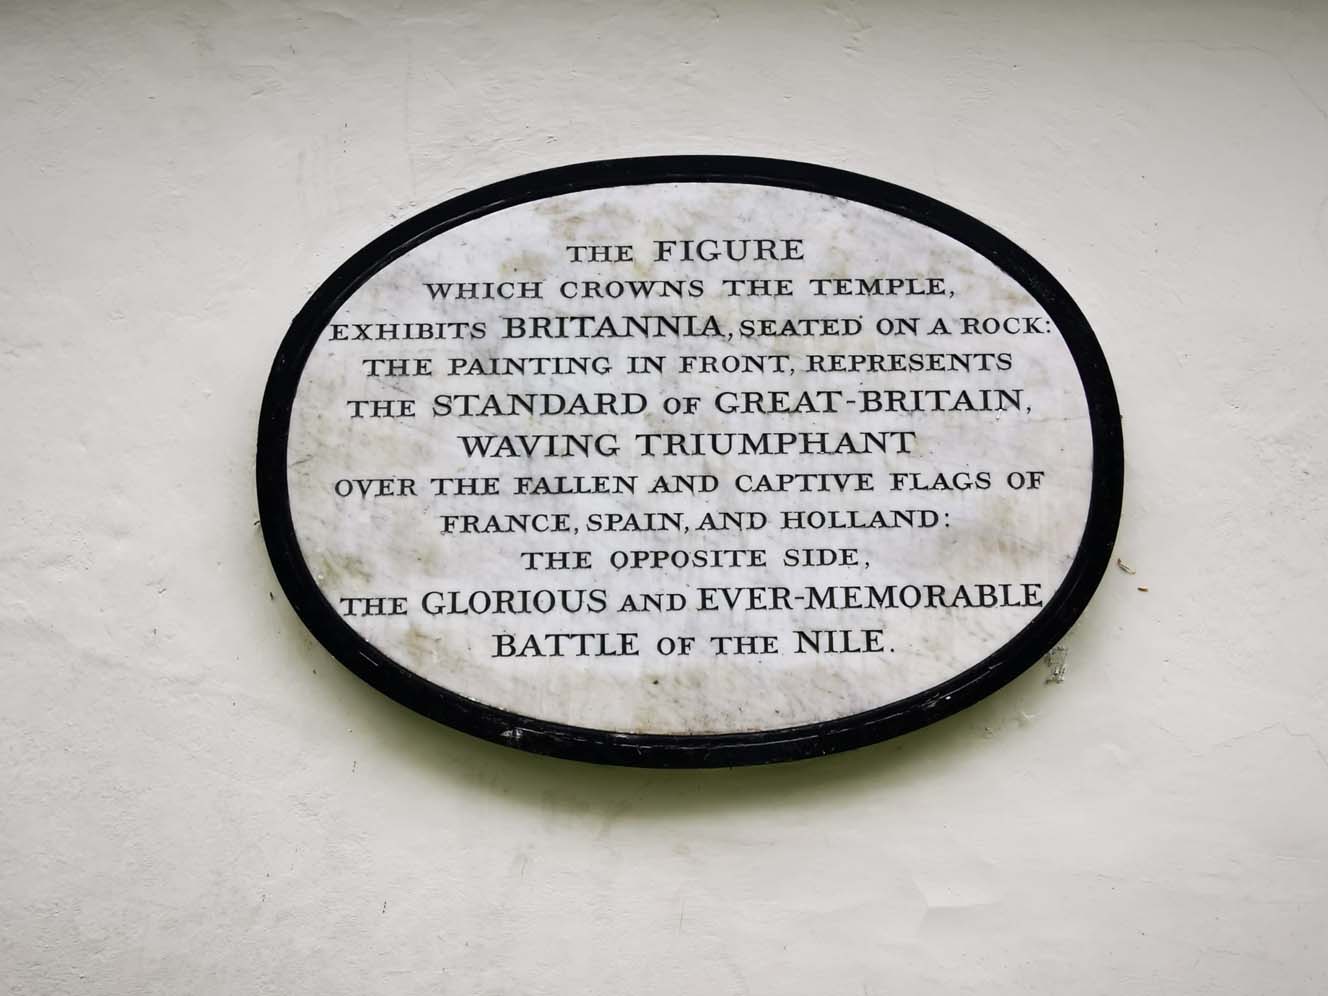 THE FIGURE
WHICH CROWNS THE TEMPLE,
EXHIBITS BRITANNIA, SEATED ON A ROCK:
THE PAINTING IN FRONT, REPRESENTS
THE STANDARD OF GREAT-BRITAIN,
WAVING TRIUMPHANT
OVER THE FALLEN AND CAPTIVE FLAGS OF
FRANCE, SPAIN, AND HOLLAND:
THE OPPOSITE SIDE,
THE GLORIOUS AND EVER-MEMORABLE
BATTLE OF THE NILE.